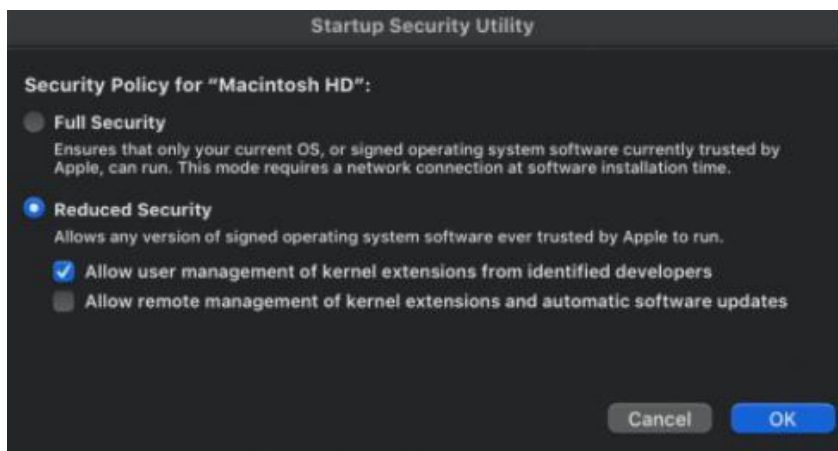 Startup Security Utility
Security Policy for “Macintosh HD”:
Full Security
Ensures that only your current OS, or signed operating system software currently trusted by
Apple, can run. This mode requires a network connection at software installation time.
Reduced Security
Allows any version of signed operating system software ever trusted by Apple to run.
Allow user management of kernel extensions from identified developers
Allow remote management of kernel extensions and automatic software updates
Cancel OK